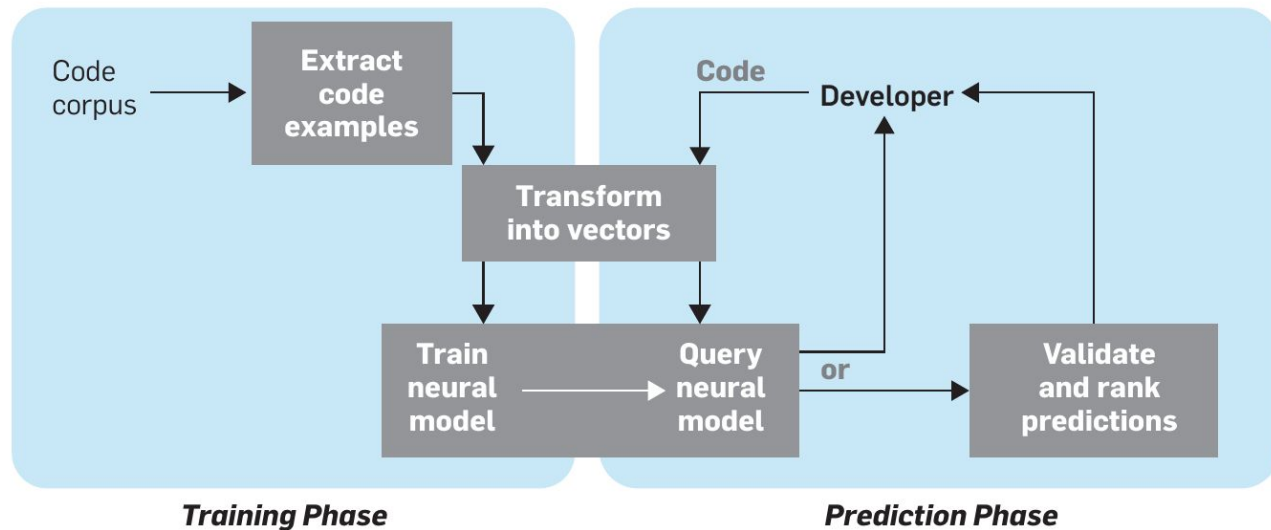 Code
corpus
Extract
code
examples
Code
Developer
Transform
into vectors
Train
neural
model
Query
neural
model
or
Validate
and rank
predictions
Training Phase
Prediction Phase